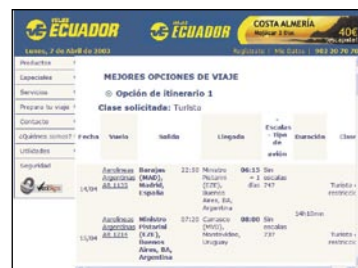 VIAJES
ECUADOR
ECUADOR
COSTA ALMERÍA
40€
Lunes, 7 de Abril de 2003
Regístrate | Mis Datos | 902 20 70 70
Productos
Especiales
Servicios
Prepara tu viaje
Contacto
¿Quiénes somos?
Utilidades
Seguridad
MEJORES OPCIONES DE VIAJE
Opción de itinerario 1
Clase solicitada: Turista
Fecha Vuelo Salida Llegada - Escalas - Tipo de avión Duración Clase
14/04 Aerolineas Argentinas AR 1133 Barajas (MAD), Madrid, España 22:30 Ministro Pistarini (EZE), Buenos Aires, BA, Argentina 06:15 + 1 días Sin escalas 747 Turista
14h10min.
15/04 Aerolineas Argentinas Ministro Pistarini (EZE), Buenos Aires, BA, Argentina 07:20 Carrasco (MVD), Montevideo, Uruguay 08:00 Sin escalas 737 Turista